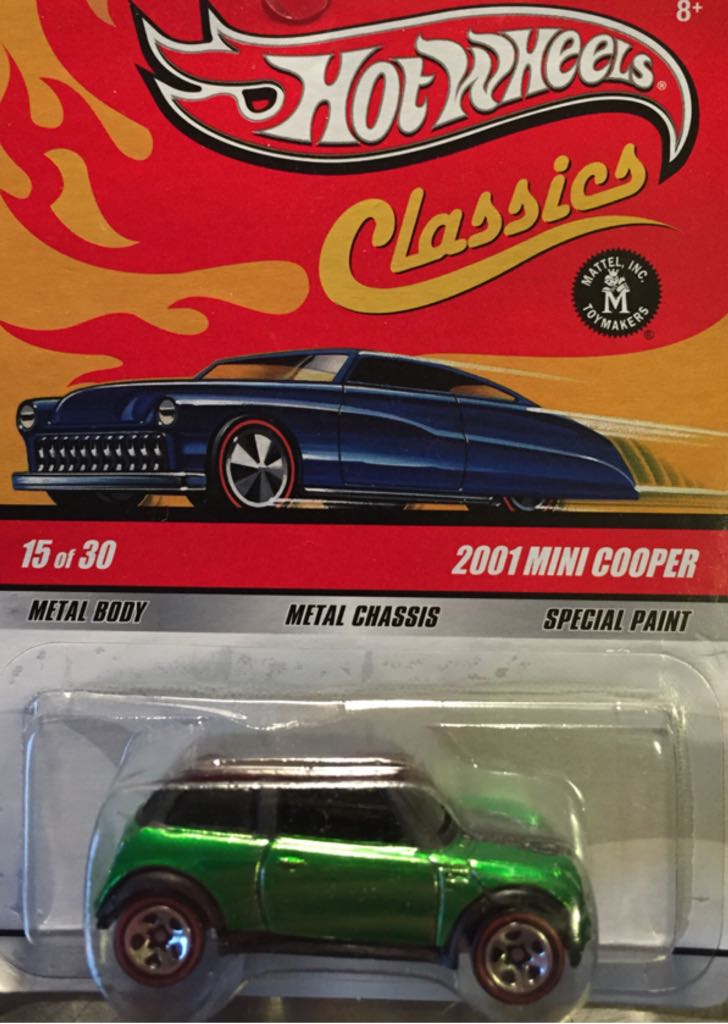 8+
Hot Wheels®
Classics
MATTEL, INC.
M
TOYMAKERS
®
15 of 30
2001 MINI COOPER
METAL BODY
METAL CHASSIS
SPECIAL PAINT